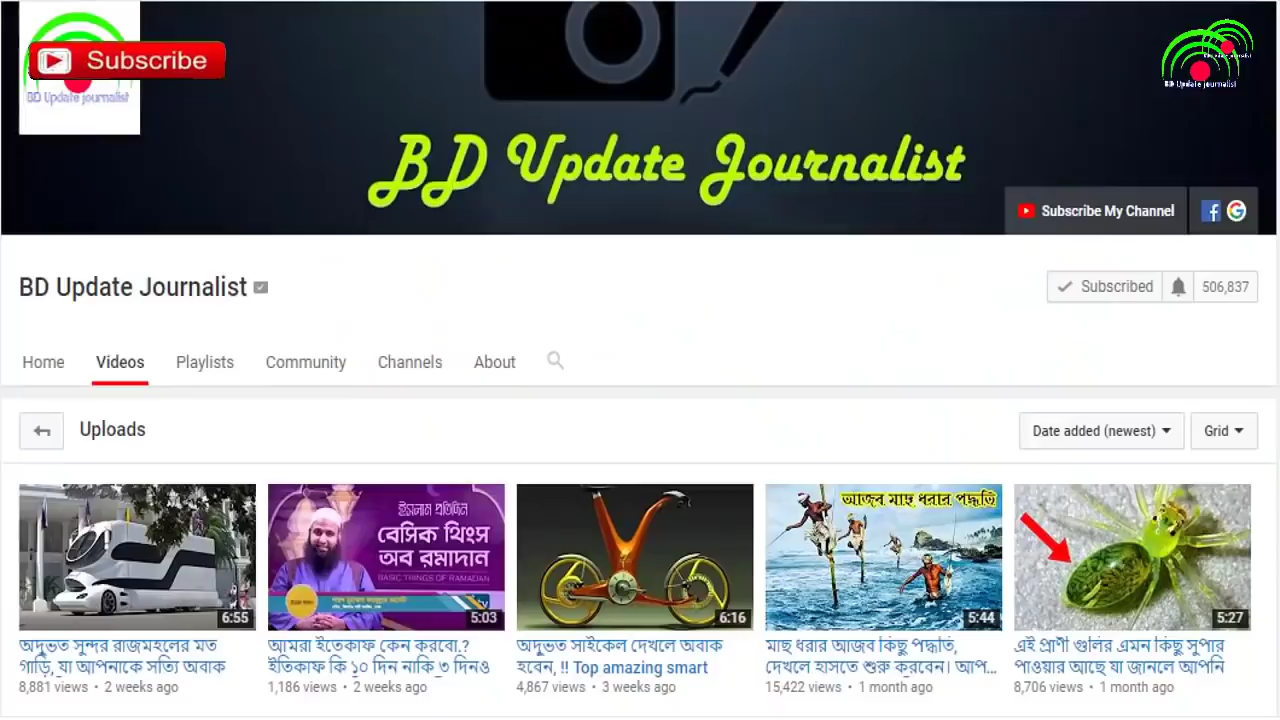 Subscribe
BD Update journalist
BD Update journalist
BD Update Journalist
Subscribe My Channel
BD Update Journalist
Subscribed
506,837
Home
Videos
Playlists
Community
Channels
About
Uploads
Date added (newest)
Grid
6:55
ইসলাম প্রতিদিন
বেসিক থিংস
অব রমাদান
BASIC THINGS OF RAMADAN
5:03
6:16
আজব মাছ ধরার পদ্ধতি
5:44
5:27
অদ্ভুত সুন্দর রাজমহলের মত
গাড়ি, যা আপনাকে সত্যি অবাক
8,881 views • 2 weeks ago
আমরা ইতেকাফ কেন করবো.?
ইতিকাফ কি ১০ দিন নাকি ৩ দিনও
1,186 views • 2 weeks ago
অদ্ভুত সাইকেল দেখলে অবাক
হবেন, !! Top amazing smart
4,867 views • 3 weeks ago
মাছ ধরার আজব কিছু পদ্ধতি,
দেখলে হাসতে শুরু করবেন। আপ...
15,422 views • 1 month ago
এই প্রাণী গুলির এমন কিছু সুপার
পাওয়ার আছে যা জানলে আপনি
8,706 views • 1 month ago